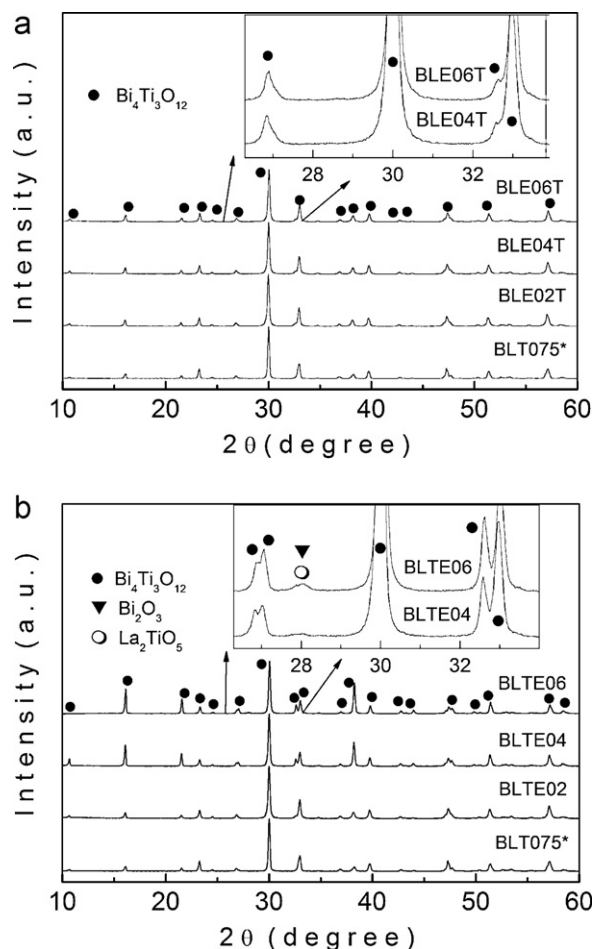 a
Intensity (a.u.)
● Bi₄Ti₃O₁₂
BLE06T
BLE04T
28 30 32
BLE06T
BLE04T
BLE02T
BLT075*
10 20 30 40 50 60
2 θ (degree)
b
Intensity (a.u.)
● Bi₄Ti₃O₁₂
▼ Bi₂O₃
La₂TiO₅
BLTE06
BLTE04
28 30 32
BLTE06
BLTE04
BLTE02
BLT075*
10 20 30 40 50 60
2 θ (degree)